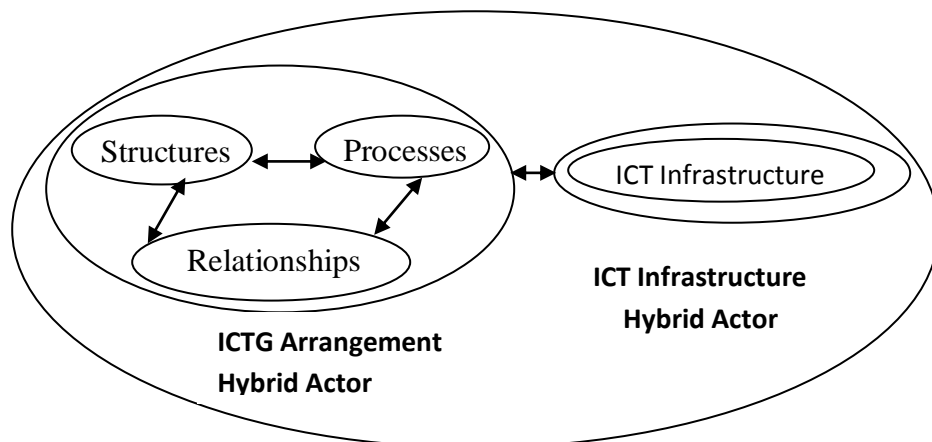 Structures
Processes
ICT Infrastructure
Relationships
ICT Infrastructure
Hybrid Actor
ICTG Arrangement
Hybrid Actor